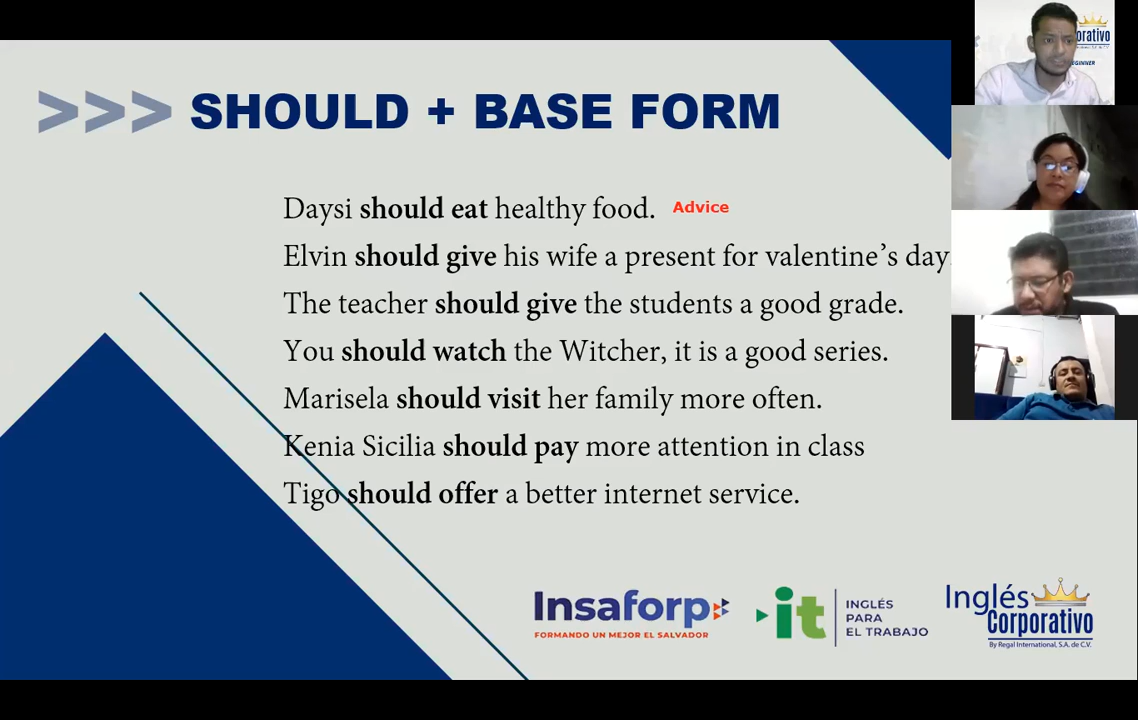 >>> SHOULD + BASE FORM
Daysi should eat healthy food. Advice
Elvin should give his wife a present for valentine’s day
The teacher should give the students a good grade.
You should watch the Witcher, it is a good series.
Marisela should visit her family more often.
Kenia Sicilia should pay more attention in class
Tigo should offer a better internet service.
Insaforp
FORMANDO UN MEJOR EL SALVADOR
it
INGLÉS
PARA
EL TRABAJO
Inglés
Corporativo
By Regal International, S.A. de C.V.
orativo